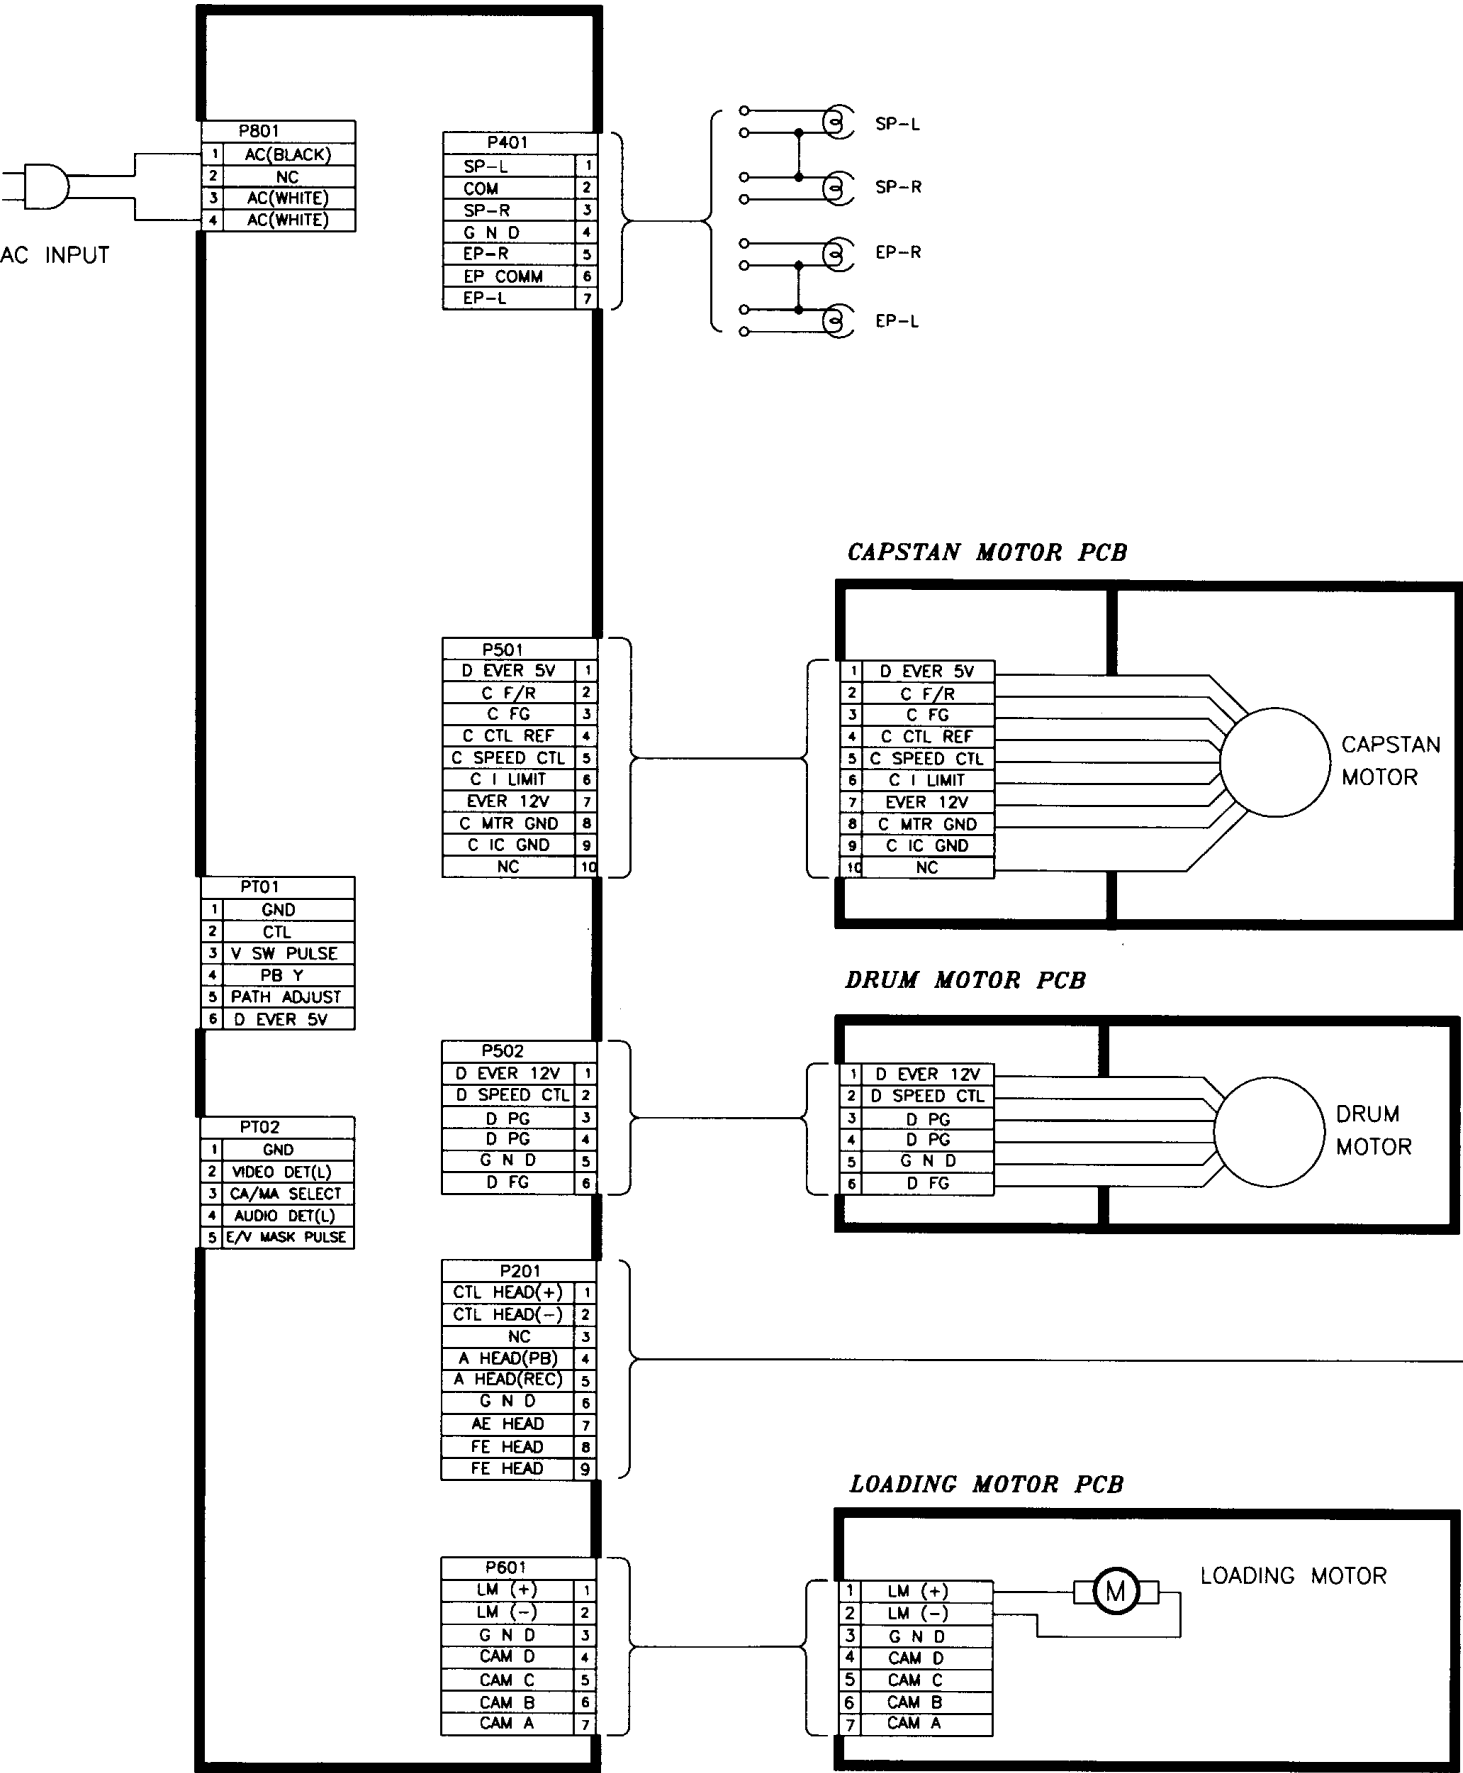 P801
1 AC(BLACK)
2 NC
3 AC(WHITE)
4 AC(WHITE)
AC INPUT
P401
SP-L 1
COM 2
SP-R 3
G N D 4
EP-R 5
EP COMM 6
EP-L 7
SP-L
SP-R
EP-R
EP-L
CAPSTAN MOTOR PCB
P501
D EVER 5V 1
C F/R 2
C FG 3
C CTL REF 4
C SPEED CTL 5
C I LIMIT 6
EVER 12V 7
C MTR GND 8
C IC GND 9
NC 10
1 D EVER 5V
2 C F/R
3 C FG
4 C CTL REF
5 C SPEED CTL
6 C I LIMIT
7 EVER 12V
8 C MTR GND
9 C IC GND
10 NC
CAPSTAN
MOTOR
PT01
1 GND
2 CTL
3 V SW PULSE
4 PB Y
5 PATH ADJUST
6 D EVER 5V
DRUM MOTOR PCB
P502
D EVER 12V 1
D SPEED CTL 2
D PG 3
D PG 4
G N D 5
D FG 6
1 D EVER 12V
2 D SPEED CTL
3 D PG
4 D PG
5 G N D
6 D FG
DRUM
MOTOR
PT02
1 GND
2 VIDEO DET(L)
3 CA/MA SELECT
4 AUDIO DET(L)
5 E/V MASK PULSE
P201
CTL HEAD(+) 1
CTL HEAD(-) 2
NC 3
A HEAD(PB) 4
A HEAD(REC) 5
G N D 6
AE HEAD 7
FE HEAD 8
FE HEAD 9
LOADING MOTOR PCB
P601
LM (+) 1
LM (-) 2
G N D 3
CAM D 4
CAM C 5
CAM B 6
CAM A 7
1 LM (+)
2 LM (-)
3 G N D
4 CAM D
5 CAM C
6 CAM B
7 CAM A
M
LOADING MOTOR